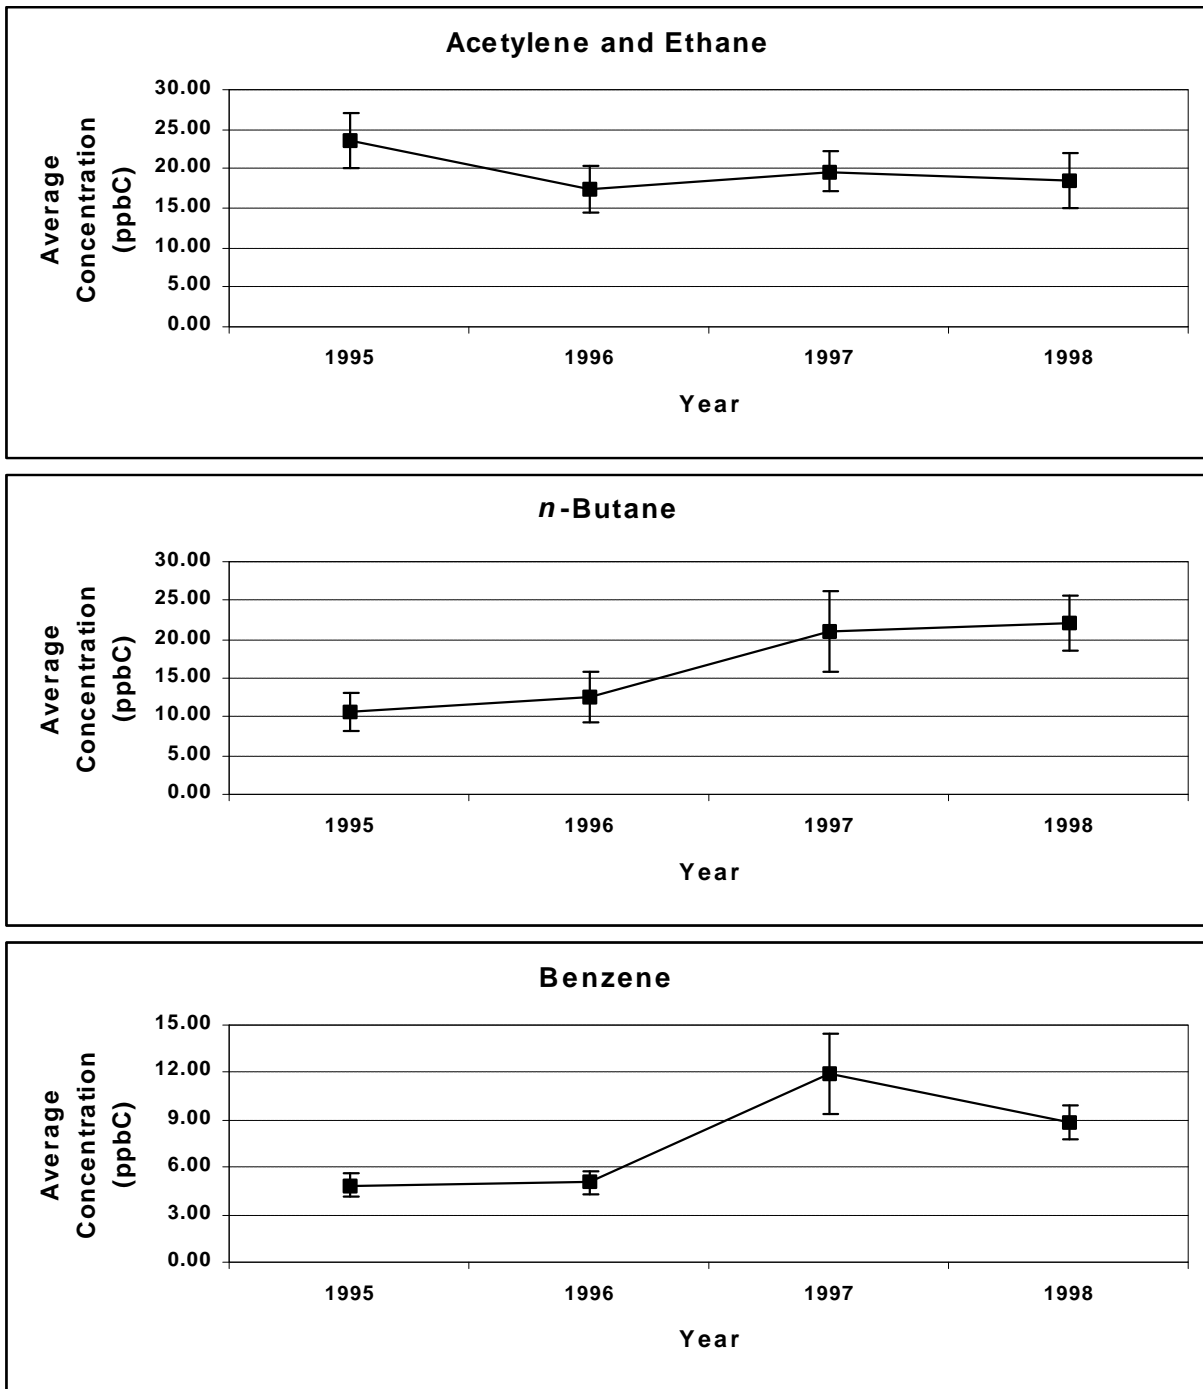 Acetylene and Ethane
Average
Concentration
(ppbC)
30.00
25.00
20.00
15.00
10.00
5.00
0.00
1995 1996 1997 1998
Year
n-Butane
Average
Concentration
(ppbC)
30.00
25.00
20.00
15.00
10.00
5.00
0.00
1995 1996 1997 1998
Year
Benzene
Average
Concentration
(ppbC)
15.00
12.00
9.00
6.00
3.00
0.00
1995 1996 1997 1998
Year